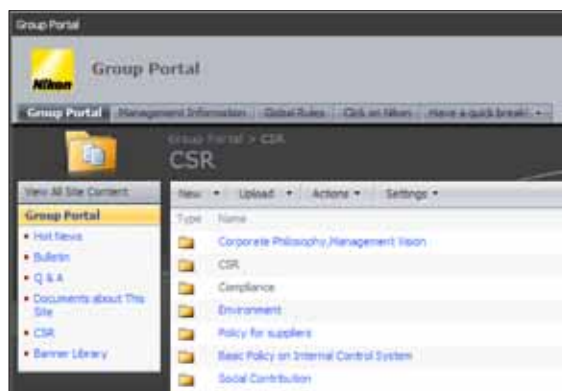 Group Portal
Nikon
Group Portal
Group Portal Management Information Global Rules Click on Nikon Have a quick break!
Group Portal > CSR
CSR
View All Site Content
New Upload Actions Settings
Group Portal
Type Name
Hot News
Bulletin
Q & A
Documents about This Site
CSR
Banner Library
Corporate Philosophy,Management Vision
CSR
Compliance
Environment
Policy for suppliers
Basic Policy on Internal Control System
Social Contribution